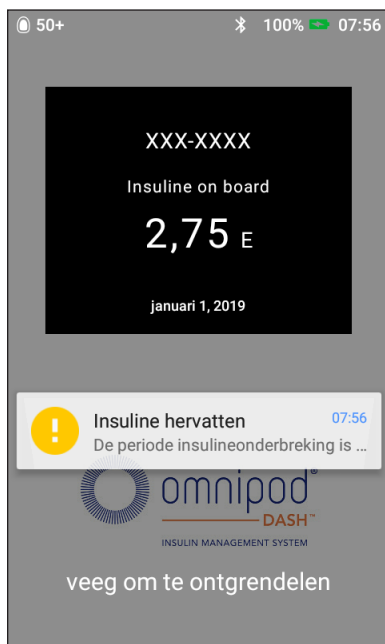 50+ 100% 07:56
XXX-XXXX
Insuline on board
2,75 E
januari 1, 2019
Insuline hervatten 07:56
De periode insulineonderbreking is ...
omnipod®
DASH™
INSULIN MANAGEMENT SYSTEM
veeg om te ontgrendelen